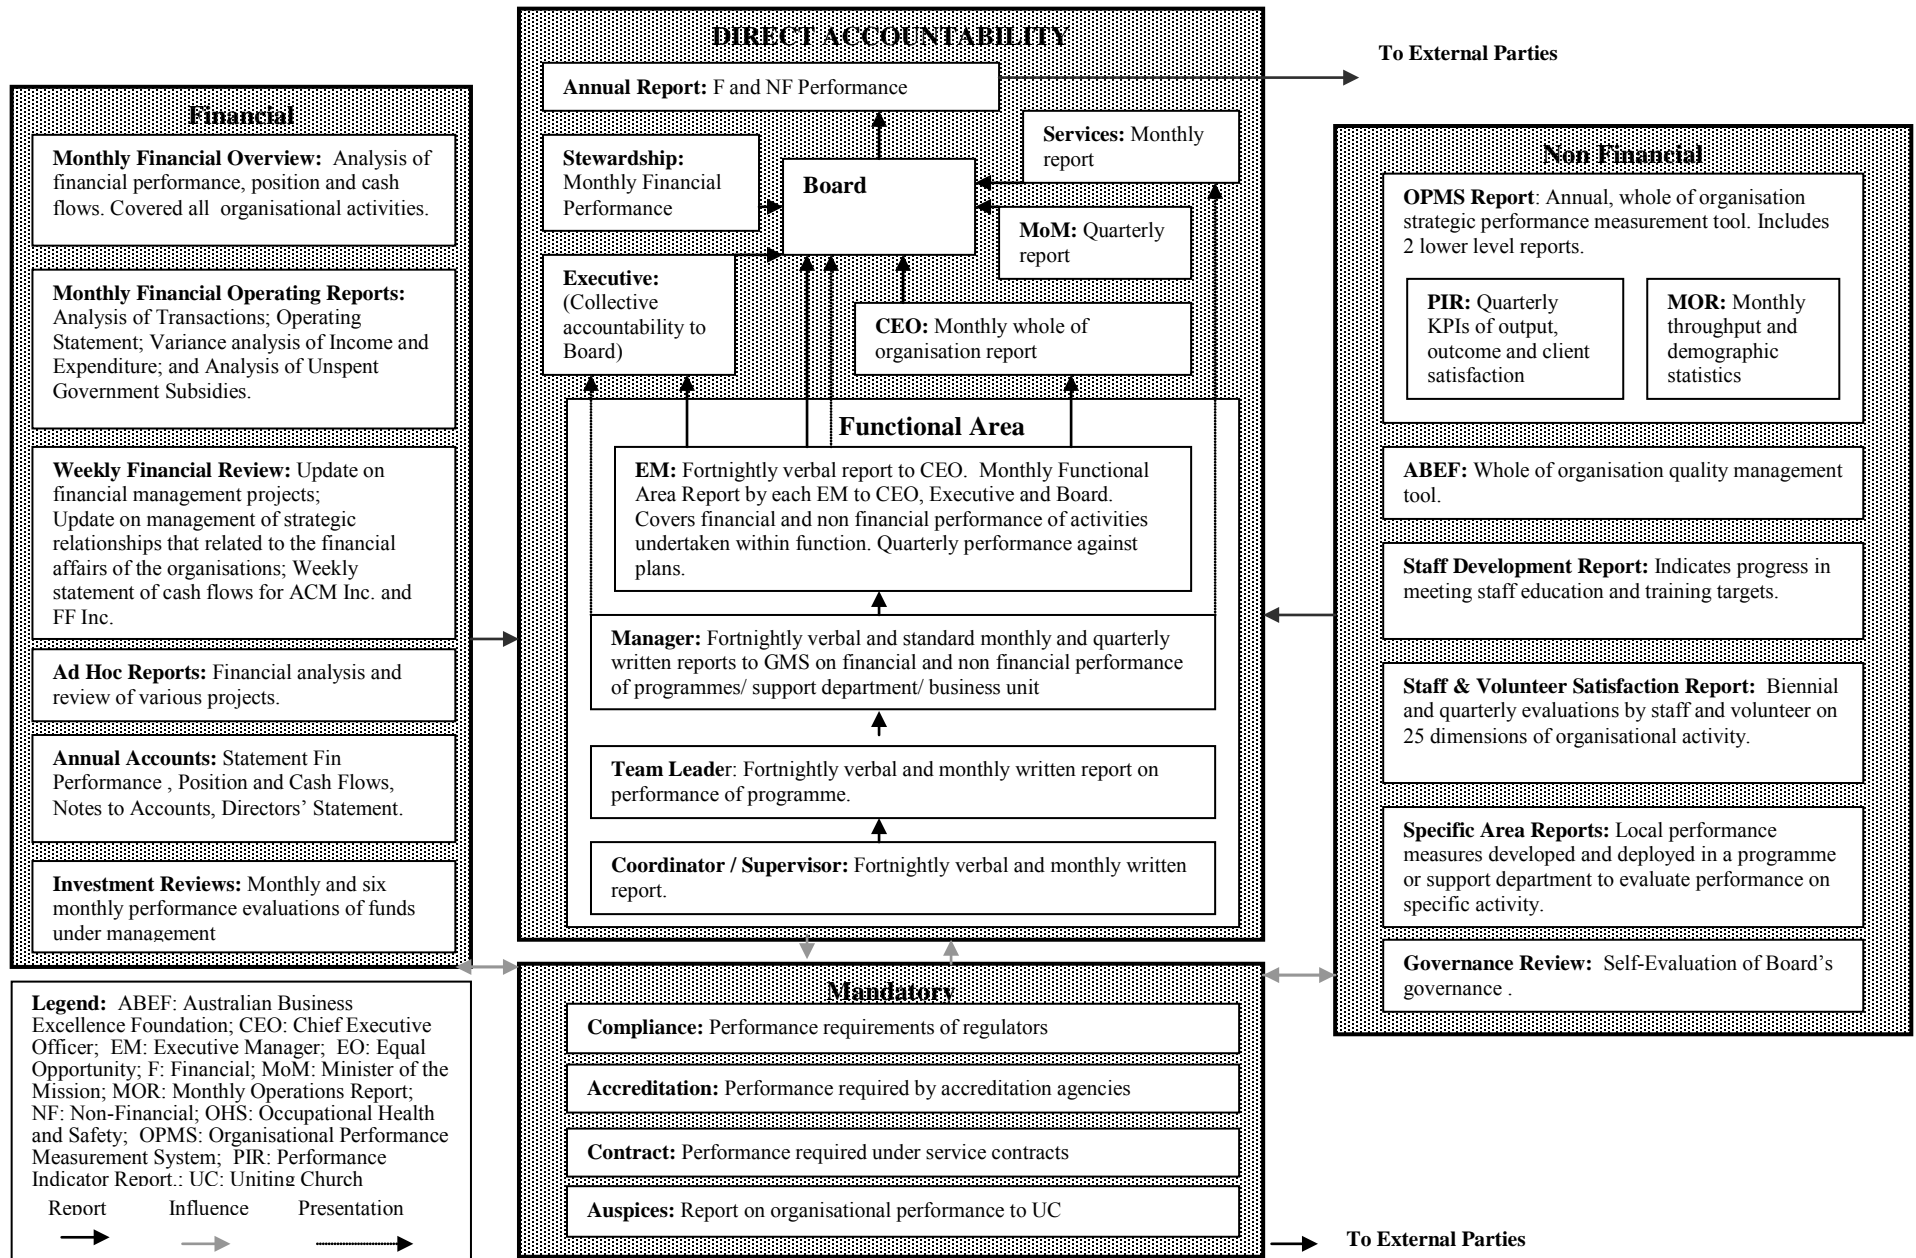 DIRECT ACCOUNTABILITY
To External Parties
Annual Report: F and NF Performance
Stewardship:
Monthly Financial
Performance
Board
Services: Monthly
report
MoM: Quarterly
report
Executive:
(Collective
accountability to
Board)
CEO: Monthly whole of
organisation report
Functional Area
EM: Fortnightly verbal report to CEO.  Monthly Functional
Area Report by each EM to CEO, Executive and Board.
Covers financial and non financial performance of activities
undertaken within function. Quarterly performance against
plans.
Manager: Fortnightly verbal and standard monthly and quarterly
written reports to GMS on financial and non financial performance
of programmes/ support department/ business unit
Team Leader: Fortnightly verbal and monthly written report on
performance of programme.
Coordinator / Supervisor: Fortnightly verbal and monthly written
report.
Financial
Monthly Financial Overview:  Analysis of
financial performance, position and cash
flows. Covered all  organisational activities.
Monthly Financial Operating Reports:
Analysis of Transactions; Operating
Statement; Variance analysis of Income and
Expenditure; and Analysis of Unspent
Government Subsidies.
Weekly Financial Review: Update on
financial management projects;
Update on management of strategic
relationships that related to the financial
affairs of the organisations; Weekly
statement of cash flows for ACM Inc. and
FF Inc.
Ad Hoc Reports: Financial analysis and
review of various projects.
Annual Accounts: Statement Fin
Performance , Position and Cash Flows,
Notes to Accounts, Directors' Statement.
Investment Reviews: Monthly and six
monthly performance evaluations of funds
under management
Non Financial
OPMS Report: Annual, whole of organisation
strategic performance measurement tool. Includes
2 lower level reports.
PIR: Quarterly
KPIs of output,
outcome and client
satisfaction
MOR: Monthly
throughput and
demographic
statistics
ABEF: Whole of organisation quality management
tool.
Staff Development Report: Indicates progress in
meeting staff education and training targets.
Staff & Volunteer Satisfaction Report:  Biennial
and quarterly evaluations by staff and volunteer on
25 dimensions of organisational activity.
Specific Area Reports: Local performance
measures developed and deployed in a programme
or support department to evaluate performance on
specific activity.
Governance Review:  Self-Evaluation of Board's
governance .
Mandatory
Compliance: Performance requirements of regulators
Accreditation: Performance required by accreditation agencies
Contract: Performance required under service contracts
Auspices: Report on organisational performance to UC
To External Parties
Legend:  ABEF: Australian Business
Excellence Foundation; CEO: Chief Executive
Officer;  EM: Executive Manager;  EO: Equal
Opportunity; F: Financial; MoM: Minister of the
Mission; MOR: Monthly Operations Report;
NF: Non-Financial; OHS: Occupational Health
and Safety;  OPMS: Organisational Performance
Measurement System;  PIR: Performance
Indicator Report.; UC: Uniting Church
Report Influence Presentation